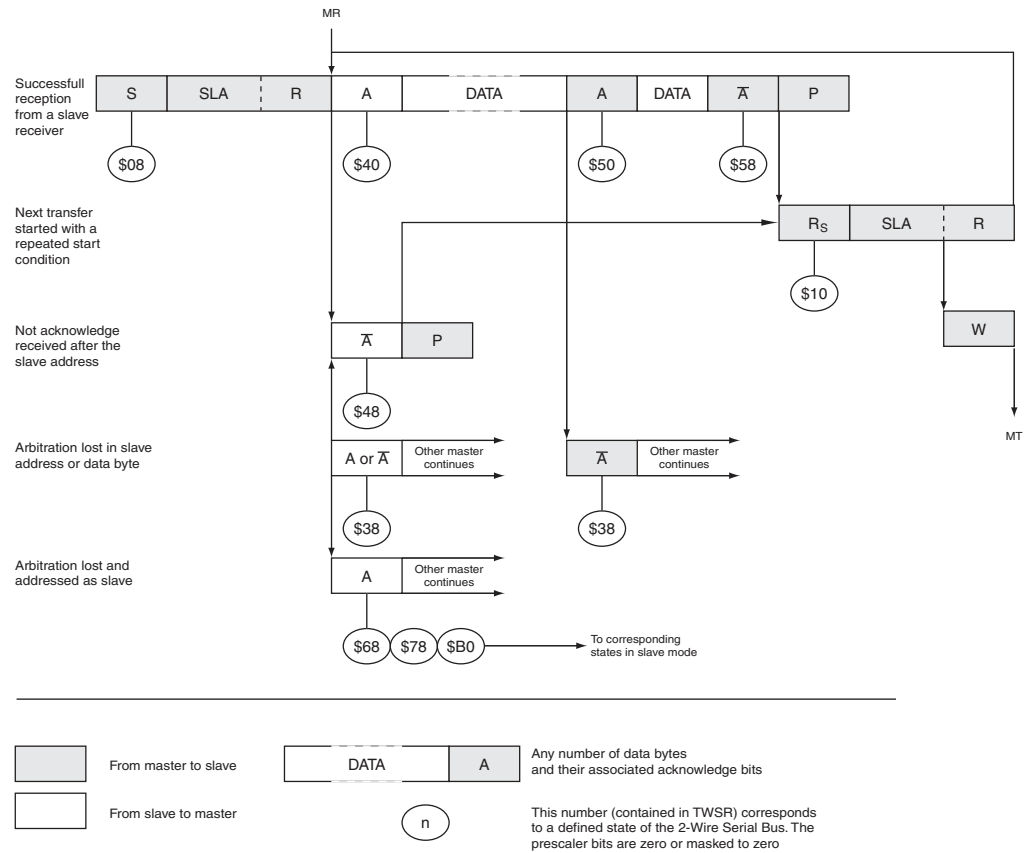 MR
Successfull
reception
from a slave
receiver
S SLA R A DATA A DATA A̅ P
$08 $40 $50 $58
Next transfer
started with a
repeated start
condition
RS SLA R
$10
W
MT
Not acknowledge
received after the
slave address
A̅ P
$48
Arbitration lost in slave
address or data byte
A or A̅
Other master
continues
A̅
Other master
continues
$38 $38
Arbitration lost and
addressed as slave
A
Other master
continues
$68 $78 $B0
To corresponding
states in slave mode
From master to slave
From slave to master
DATA A
Any number of data bytes
and their associated acknowledge bits
n
This number (contained in TWSR) corresponds
to a defined state of the 2-Wire Serial Bus. The
prescaler bits are zero or masked to zero